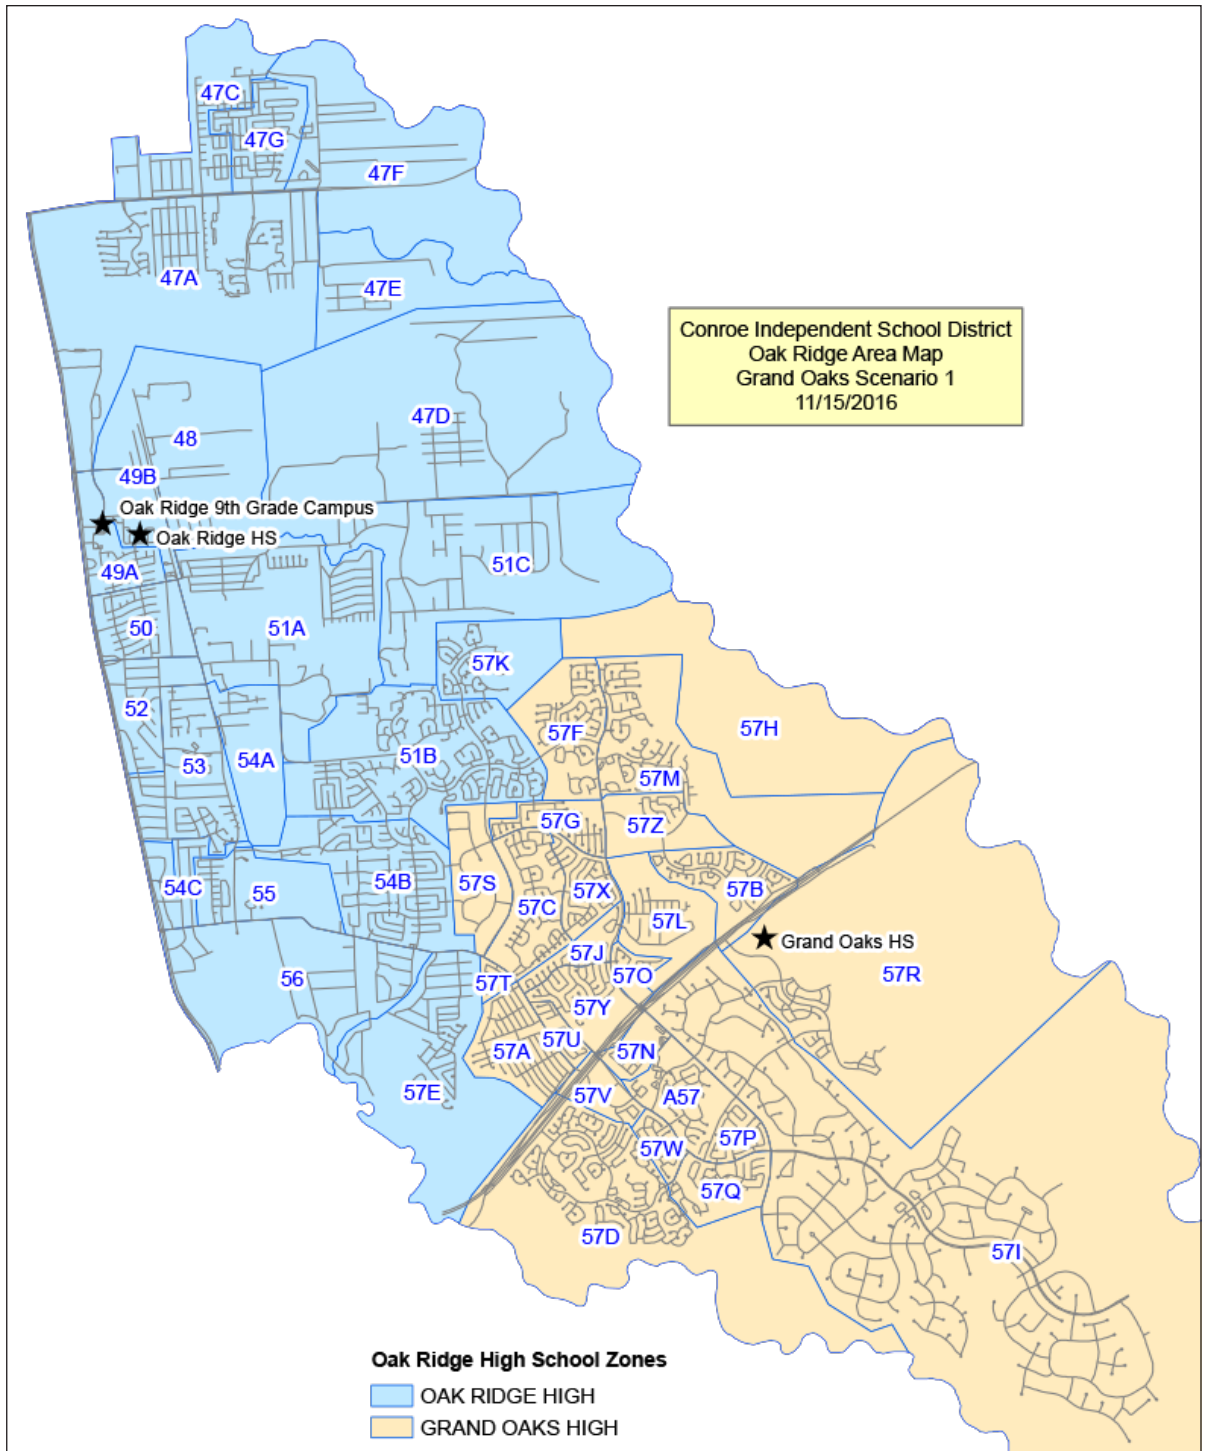 47C
47G
47F
47A
47E
Conroe Independent School District
Oak Ridge Area Map
Grand Oaks Scenario 1
11/15/2016
47D
48
49B
Oak Ridge 9th Grade Campus
Oak Ridge HS
51C
49A
50
51A
57K
52
57H
57F
51B
54A
53
57M
57G
57Z
54C
55
54B
57S
57X
57B
57C
57L
Grand Oaks HS
57J
57R
56
57T
57O
57Y
57U
57A
57N
57E
57V
A57
57P
57W
57Q
57D
57I
Oak Ridge High School Zones
OAK RIDGE HIGH
GRAND OAKS HIGH